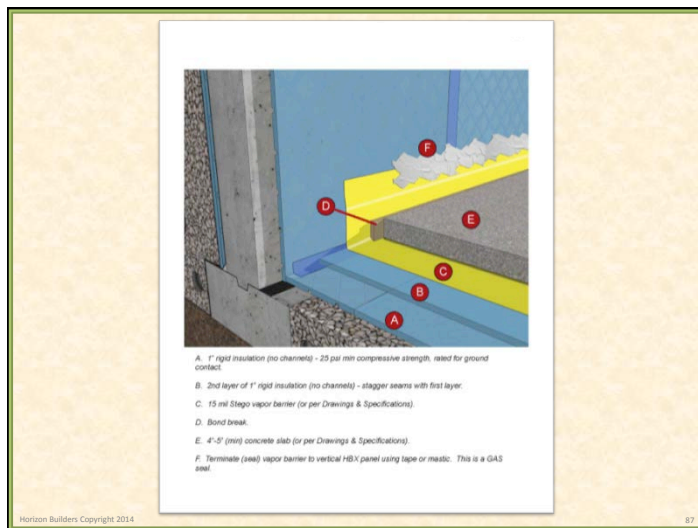 F
D
E
C
B
A
A. 1" rigid insulation (no channels) - 25 psi min compressive strength, rated for ground
contact.
B. 2nd layer of 1" rigid insulation (no channels) - stagger seams with first layer.
C. 15 mil Stego vapor barrier (or per Drawings & Specifications).
D. Bond break.
E. 4"-5" (min) concrete slab (or per Drawings & Specifications).
F. Terminate (seal) vapor barrier to vertical HBX panel using tape or mastic. This is a GAS
seal.
Horizon Builders Copyright 2014
87